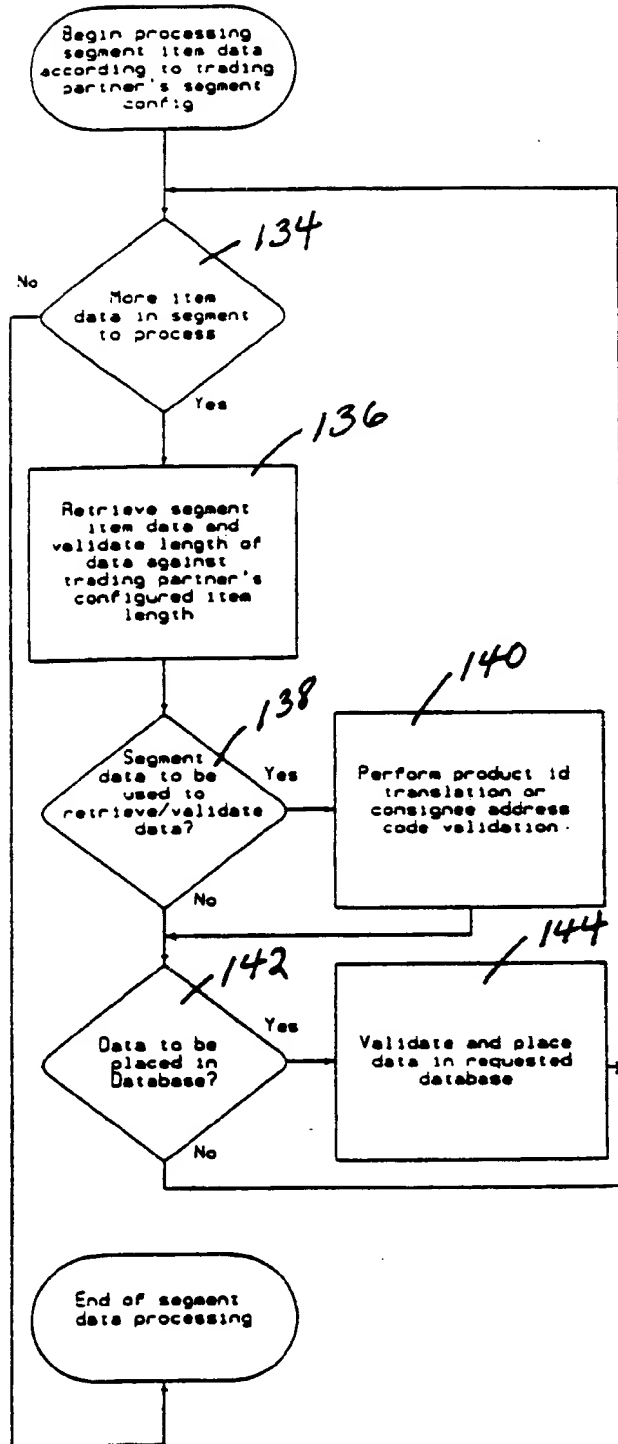 Begin processing
segment item data
according to trading
partner's segment
config
134
No
More item
data in segment
to process
Yes
136
Retrieve segment
item data and
validate length of
data against
trading partner's
configured item
length
138
140
Segment
data to be
used to
retrieve/validate
data?
Yes
Perform product id
translation or
consignee address
code validation
No
142
144
Data to be
placed in
Database?
Yes
Validate and place
data in requested
database
No
End of segment
data processing